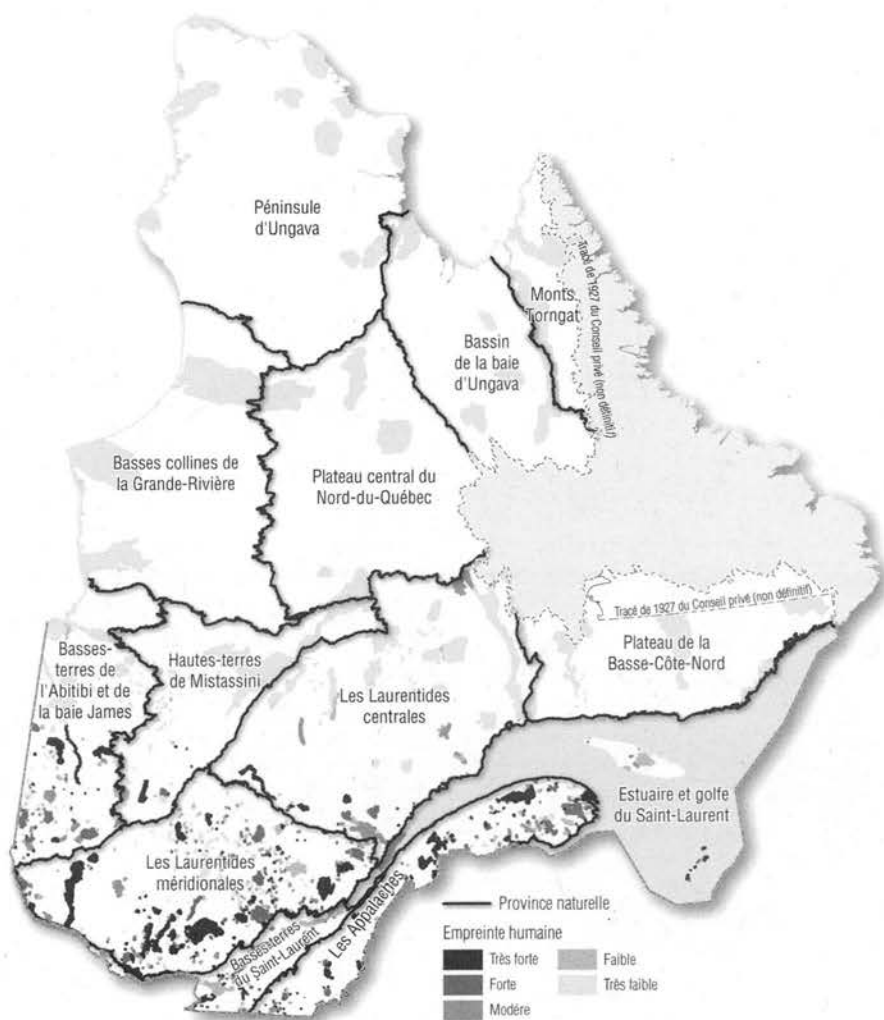 Péninsule
d'Ungava
Monts
Torngat
Tracé de 1927 du Conseil privé (non définitif)
Bassin
de la baie
d'Ungava
Basses collines de
la Grande-Rivière
Plateau central du
Nord-du-Québec
Tracé de 1927 du Conseil privé (non définitif)
Plateau de la
Basse-Côte-Nord
Basses-
terres de
l'Abitibi et de
la baie James
Hautes-terres
de Mistassini
Les Laurentides
centrales
Estuaire et golfe
du Saint-Laurent
Les Laurentides
méridionales
Basses-terres
du Saint-Laurent
Les Appalaches
Province naturelle
Empreinte humaine
Très forte
Forte
Modéré
Faible
Très faible